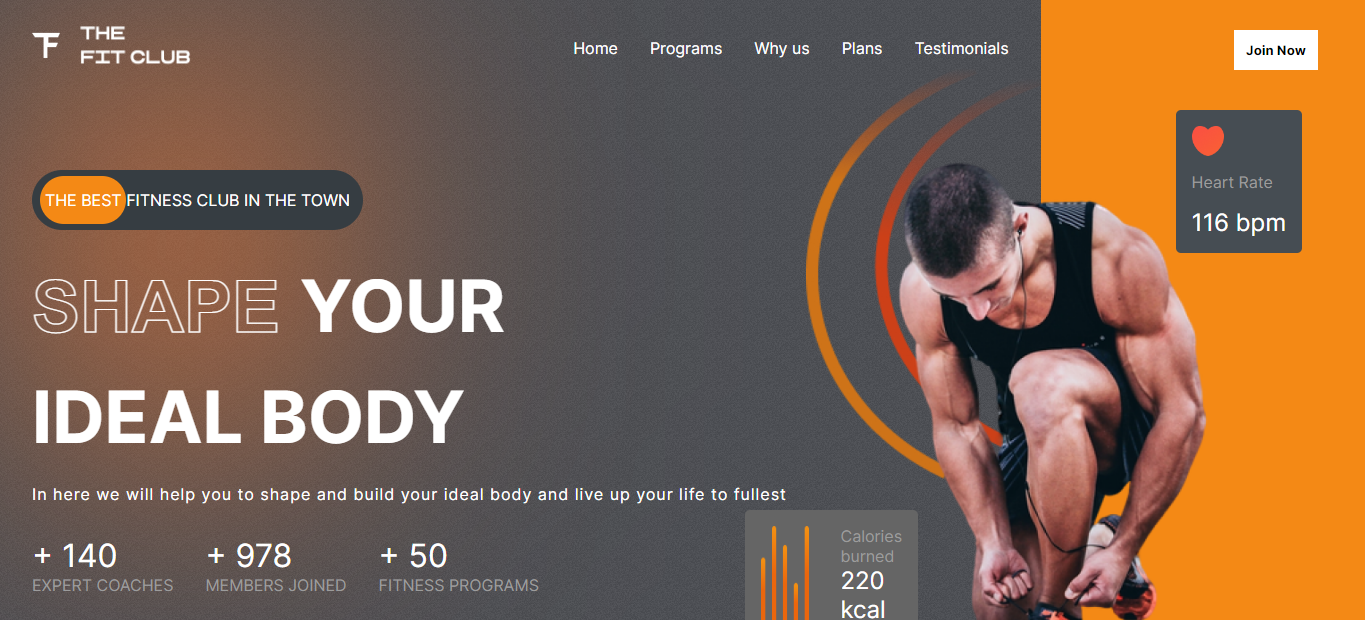 THE
FIT CLUB
Home Programs Why us Plans Testimonials
Join Now
Heart Rate
116 bpm
THE BEST FITNESS CLUB IN THE TOWN
SHAPE YOUR
IDEAL BODY
In here we will help you to shape and build your ideal body and live up your life to fullest
+ 140
EXPERT COACHES
+ 978
MEMBERS JOINED
+ 50
FITNESS PROGRAMS
Calories
burned
220
kcal